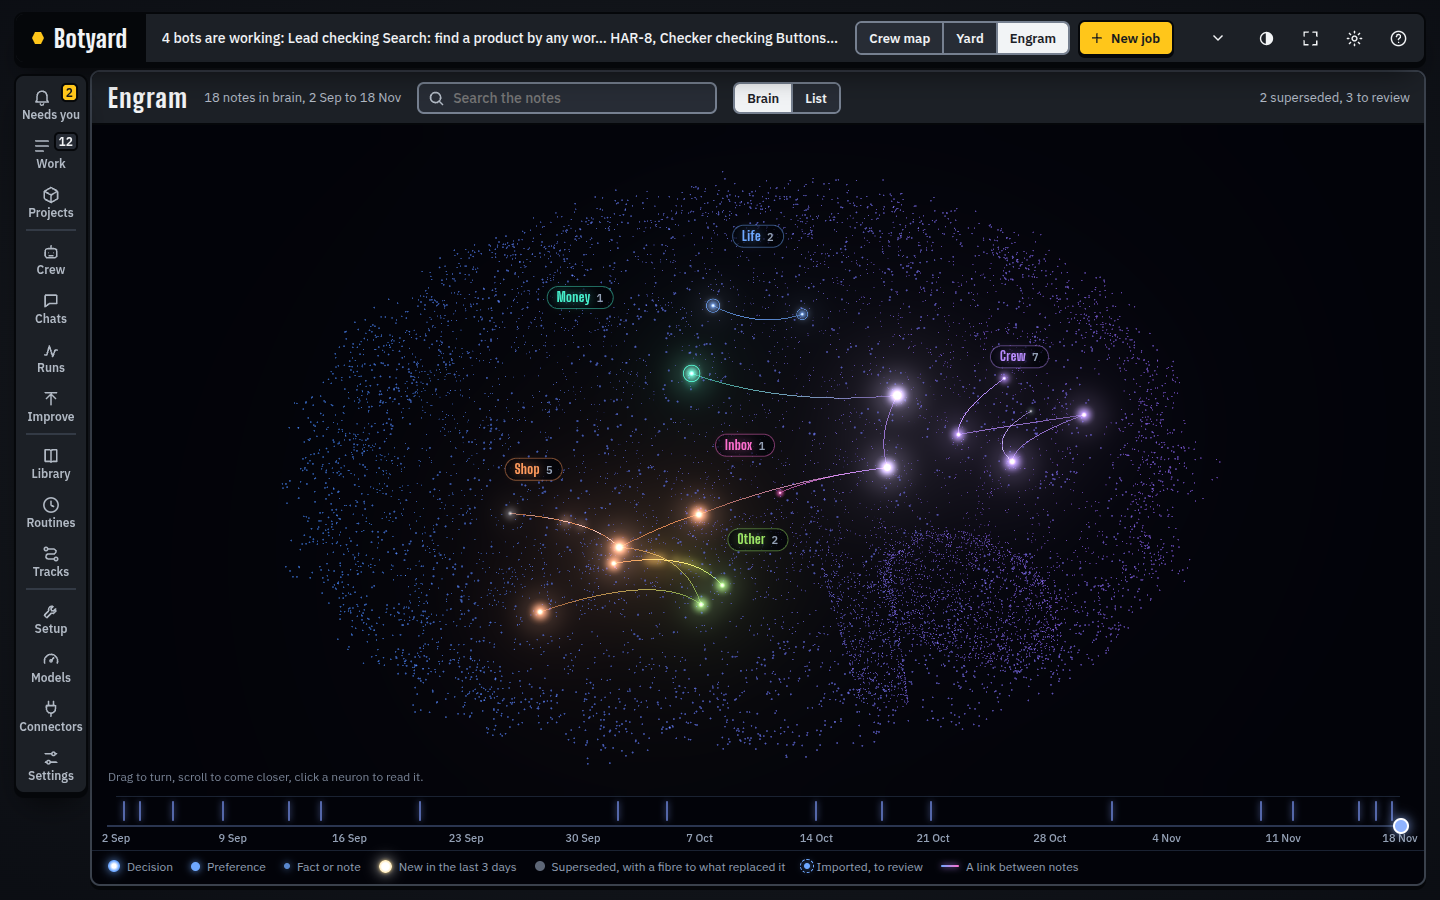 Botyard
4 bots are working: Lead checking Search: find a product by any wor... HAR-8, Checker checking Buttons...
Crew map
Yard
Engram
+ New job
Needs you 2
Work 12
Projects
Crew
Chats
Runs
Improve
Library
Routines
Tracks
Setup
Models
Connectors
Settings
Engram
18 notes in brain, 2 Sep to 18 Nov
Search the notes
Brain
List
2 superseded, 3 to review
Life 2
Money 1
Crew 7
Inbox 1
Shop 5
Other 2
Drag to turn, scroll to come closer, click a neuron to read it.
2 Sep 9 Sep 16 Sep 23 Sep 30 Sep 7 Oct 14 Oct 21 Oct 28 Oct 4 Nov 11 Nov 18 Nov
Decision
Preference
Fact or note
New in the last 3 days
Superseded, with a fibre to what replaced it
Imported, to review
A link between notes